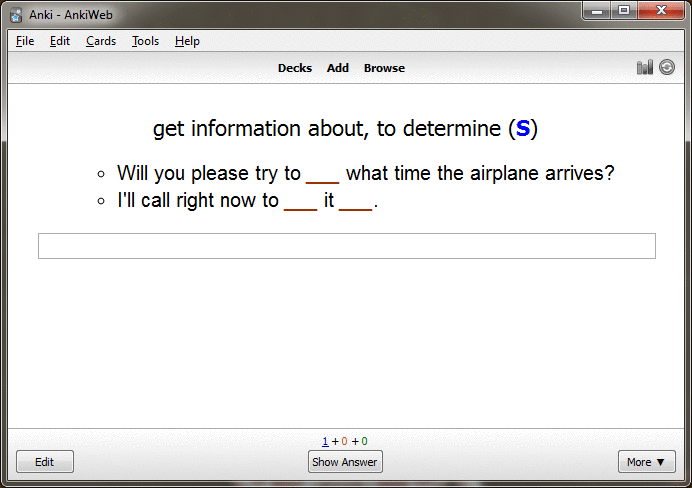 Anki - AnkiWeb
File Edit Cards Tools Help
Decks Add Browse
get information about, to determine (S)
Will you please try to ___ what time the airplane arrives?
I'll call right now to ___ it ___.
1 + 0 + 0
Edit Show Answer More ▼